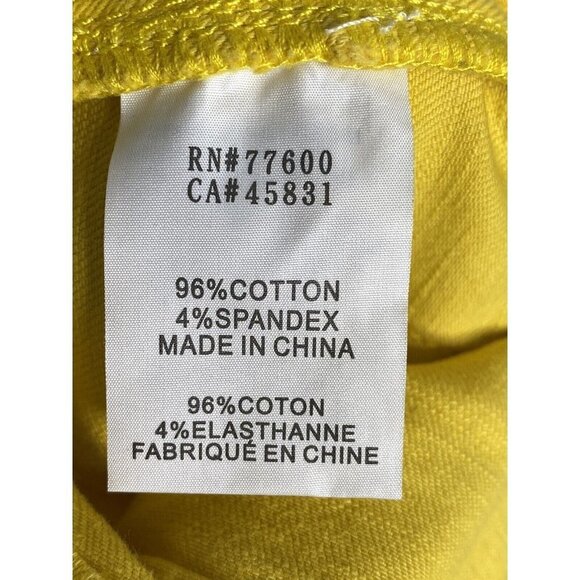 RN#77600
CA#45831
96%COTTON
4%SPANDEX
MADE IN CHINA
96%COTON
4%ELASTHANNE
FABRIQUÉ EN CHINE